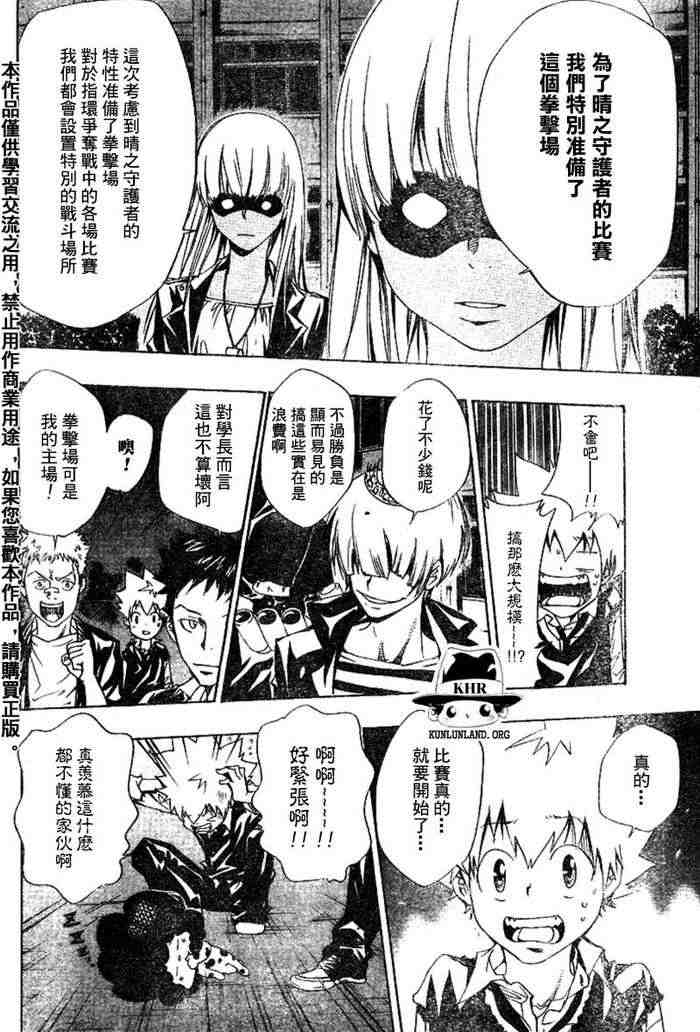 為了晴之守護者的比賽
我們特別准備了
這個拳擊場
這次考慮到晴之守護者的
特性准備了拳擊場
對於指環爭奪戰中的各場比賽
我們都會設置特別的戰斗場所
不會吧——!!
搞那麼大規模~~!!?
花了不少錢呢
不過勝負是
顯而易見的
搞這些實在是
浪費啊
對學長而言
這也不算壞阿
噢!
拳擊場可是
我的主場!
KHR
KUNLUNLAND.ORG
真的…
比賽真的…
就要開始了…
啊啊~~~~!!
好緊張啊!!
真羨慕這什麼
都不懂的家伙啊
Z
Z
Z
本作品僅供學習交流之用,禁止用作商業用途,如果您喜歡本作品,請購買正版。